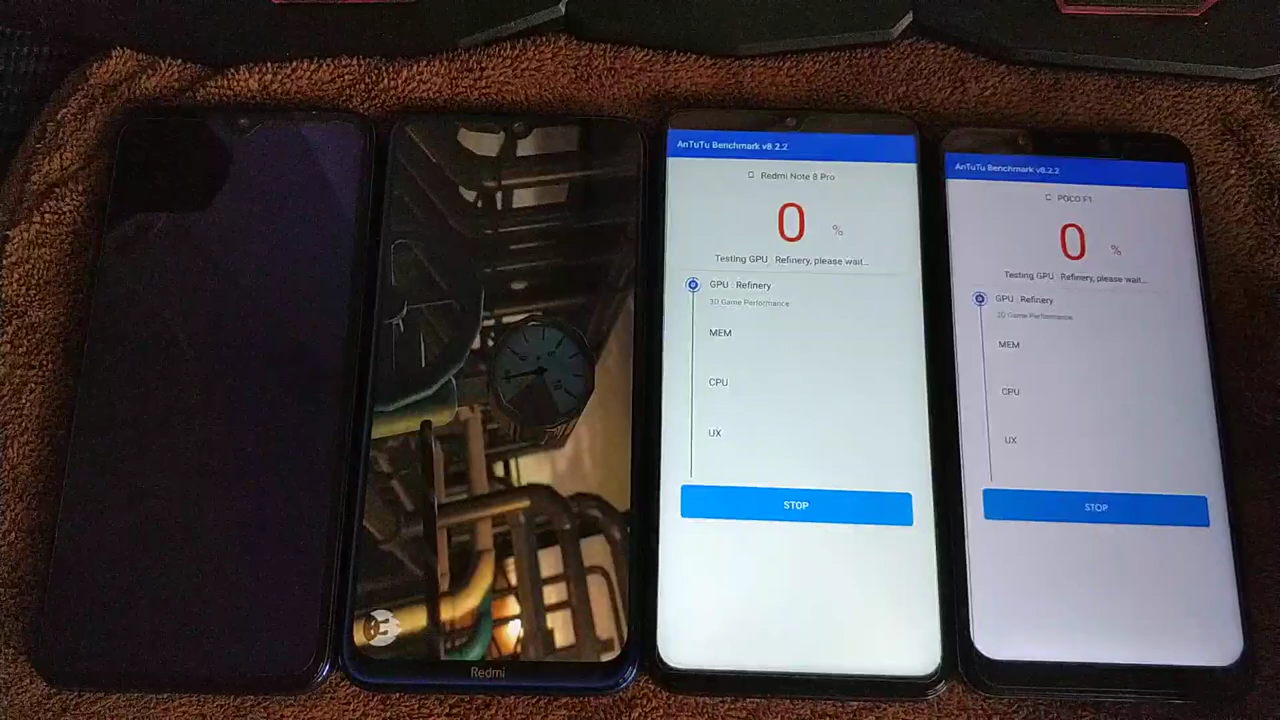 Redmi
AnTuTu Benchmark v8.2.2
Redmi Note 8 Pro
0 %
Testing GPU : Refinery, please wait...
GPU : Refinery
3D Game Performance
MEM
CPU
UX
STOP
AnTuTu Benchmark v8.2.2
POCO F1
0 %
Testing GPU : Refinery, please wait...
GPU : Refinery
3D Game Performance
MEM
CPU
UX
STOP